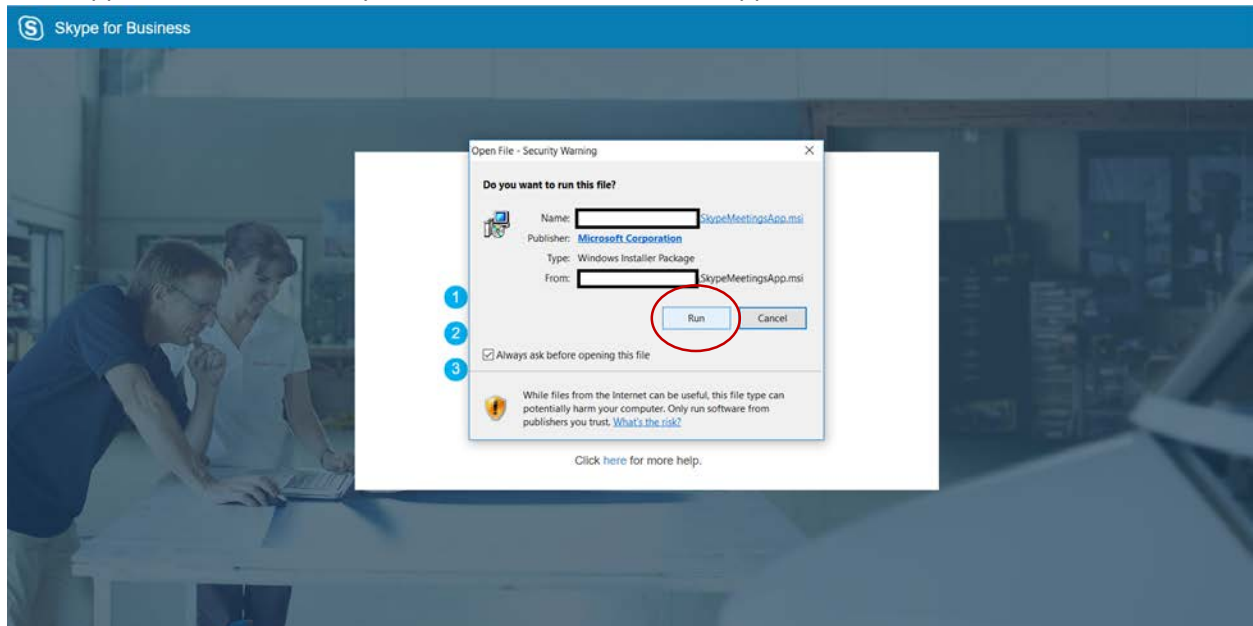 Skype for Business
Open File - Security Warning
Do you want to run this file?
Name: SkypeMeetingsApp.msi
Publisher: Microsoft Corporation
Type: Windows Installer Package
From: SkypeMeetingsApp.msi
1
Run Cancel
2
Always ask before opening this file
3
While files from the Internet can be useful, this file type can
potentially harm your computer. Only run software from
publishers you trust. What's the risk?
Click here for more help.